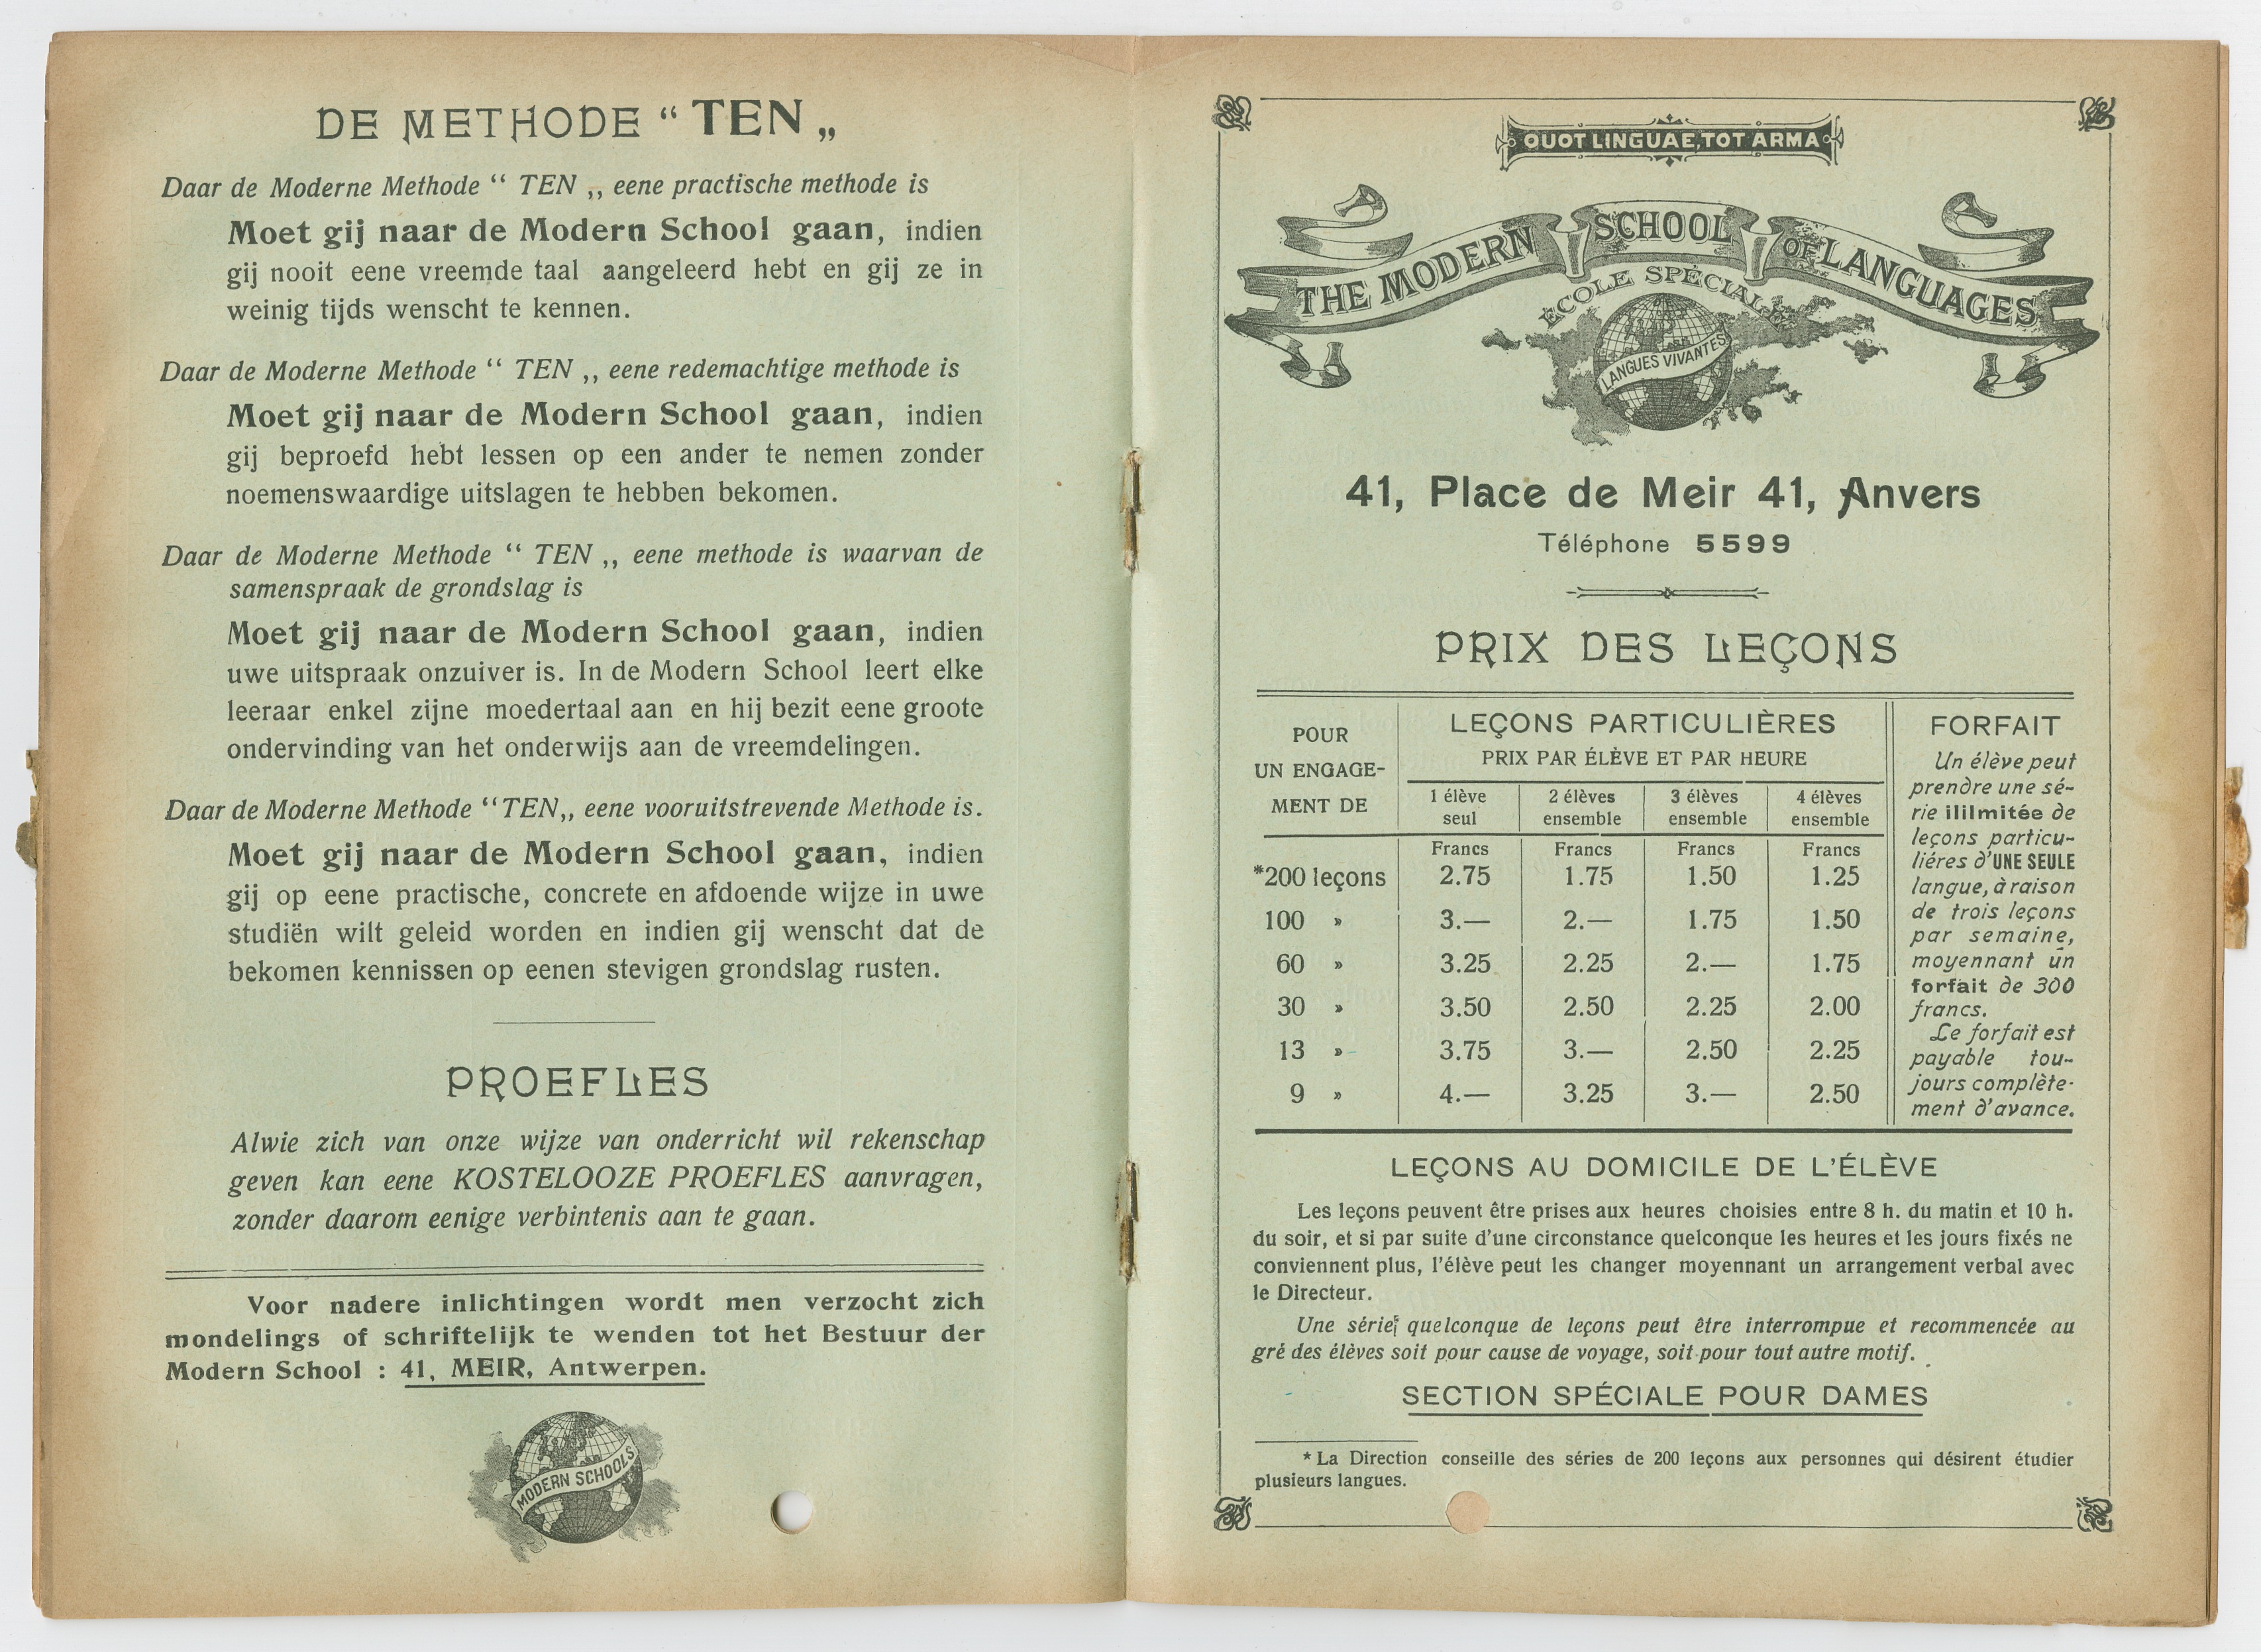 DE METHODE “ TEN „
Daar de Moderne Methode “ TEN ,, eene practische methode is
Moet gij naar de Modern School gaan, indien
gij nooit eene vreemde taal aangeleerd hebt en gij ze in
weinig tijds wenscht te kennen.
Daar de Moderne Methode “ TEN ,, eene redemachtige methode is
Moet gij naar de Modern School gaan, indien
gij beproefd hebt lessen op een ander te nemen zonder
noemenswaardige uitslagen te hebben bekomen.
Daar de Moderne Methode “ TEN ,, eene methode is waarvan de
samenspraak de grondslag is
Moet gij naar de Modern School gaan, indien
uwe uitspraak onzuiver is. In de Modern School leert elke
leeraar enkel zijne moedertaal aan en hij bezit eene groote
ondervinding van het onderwijs aan de vreemdelingen.
Daar de Moderne Methode “TEN,, eene vooruitstrevende Methode is.
Moet gij naar de Modern School gaan, indien
gij op eene practische, concrete en afdoende wijze in uwe
studiën wilt geleid worden en indien gij wenscht dat de
bekomen kennissen op eenen stevigen grondslag rusten.
PROEFLES
Alwie zich van onze wijze van onderricht wil rekenschap
geven kan eene KOSTELOOZE PROEFLES aanvragen,
zonder daarom eenige verbintenis aan te gaan.
Voor nadere inlichtingen wordt men verzocht zich
mondelings of schriftelijk te wenden tot het Bestuur der
Modern School : 41, MEIR, Antwerpen.
MODERN SCHOOLS
QUOT LINGUAE, TOT ARMA
THE MODERN SCHOOL OF LANGUAGES
ÉCOLE SPÉCIALE
DE
LANGUES VIVANTES
41, Place de Meir 41, Anvers
Téléphone 5599
PRIX DES LEÇONS
POUR
UN ENGAGE-
MENT DE
LEÇONS PARTICULIÈRES
PRIX PAR ÉLÈVE ET PAR HEURE
1 élève seul 2 élèves ensemble 3 élèves ensemble 4 élèves ensemble
Francs Francs Francs Francs
*200 leçons 2.75 1.75 1.50 1.25
100 » 3.— 2.— 1.75 1.50
60 » 3.25 2.25 2.— 1.75
30 » 3.50 2.50 2.25 2.00
13 » 3.75 3.— 2.50 2.25
9 » 4.— 3.25 3.— 2.50
FORFAIT
Un élève peut
prendre une sé-
rie ililmitée de
leçons particu-
liéres d'UNE SEULE
langue, à raison
de trois leçons
par semaine,
moyennant un
forfait de 300
francs.
Le forfait est
payable tou-
jours complète-
ment d'avance.
LEÇONS AU DOMICILE DE L'ÉLÈVE
Les leçons peuvent être prises aux heures choisies entre 8 h. du matin et 10 h.
du soir, et si par suite d'une circonstance quelconque les heures et les jours fixés ne
conviennent plus, l'élève peut les changer moyennant un arrangement verbal avec
le Directeur.
Une série quelconque de leçons peut être interrompue et recommencée au
gré des élèves soit pour cause de voyage, soit pour tout autre motif.
SECTION SPÉCIALE POUR DAMES
* La Direction conseille des séries de 200 leçons aux personnes qui désirent étudier
plusieurs langues.